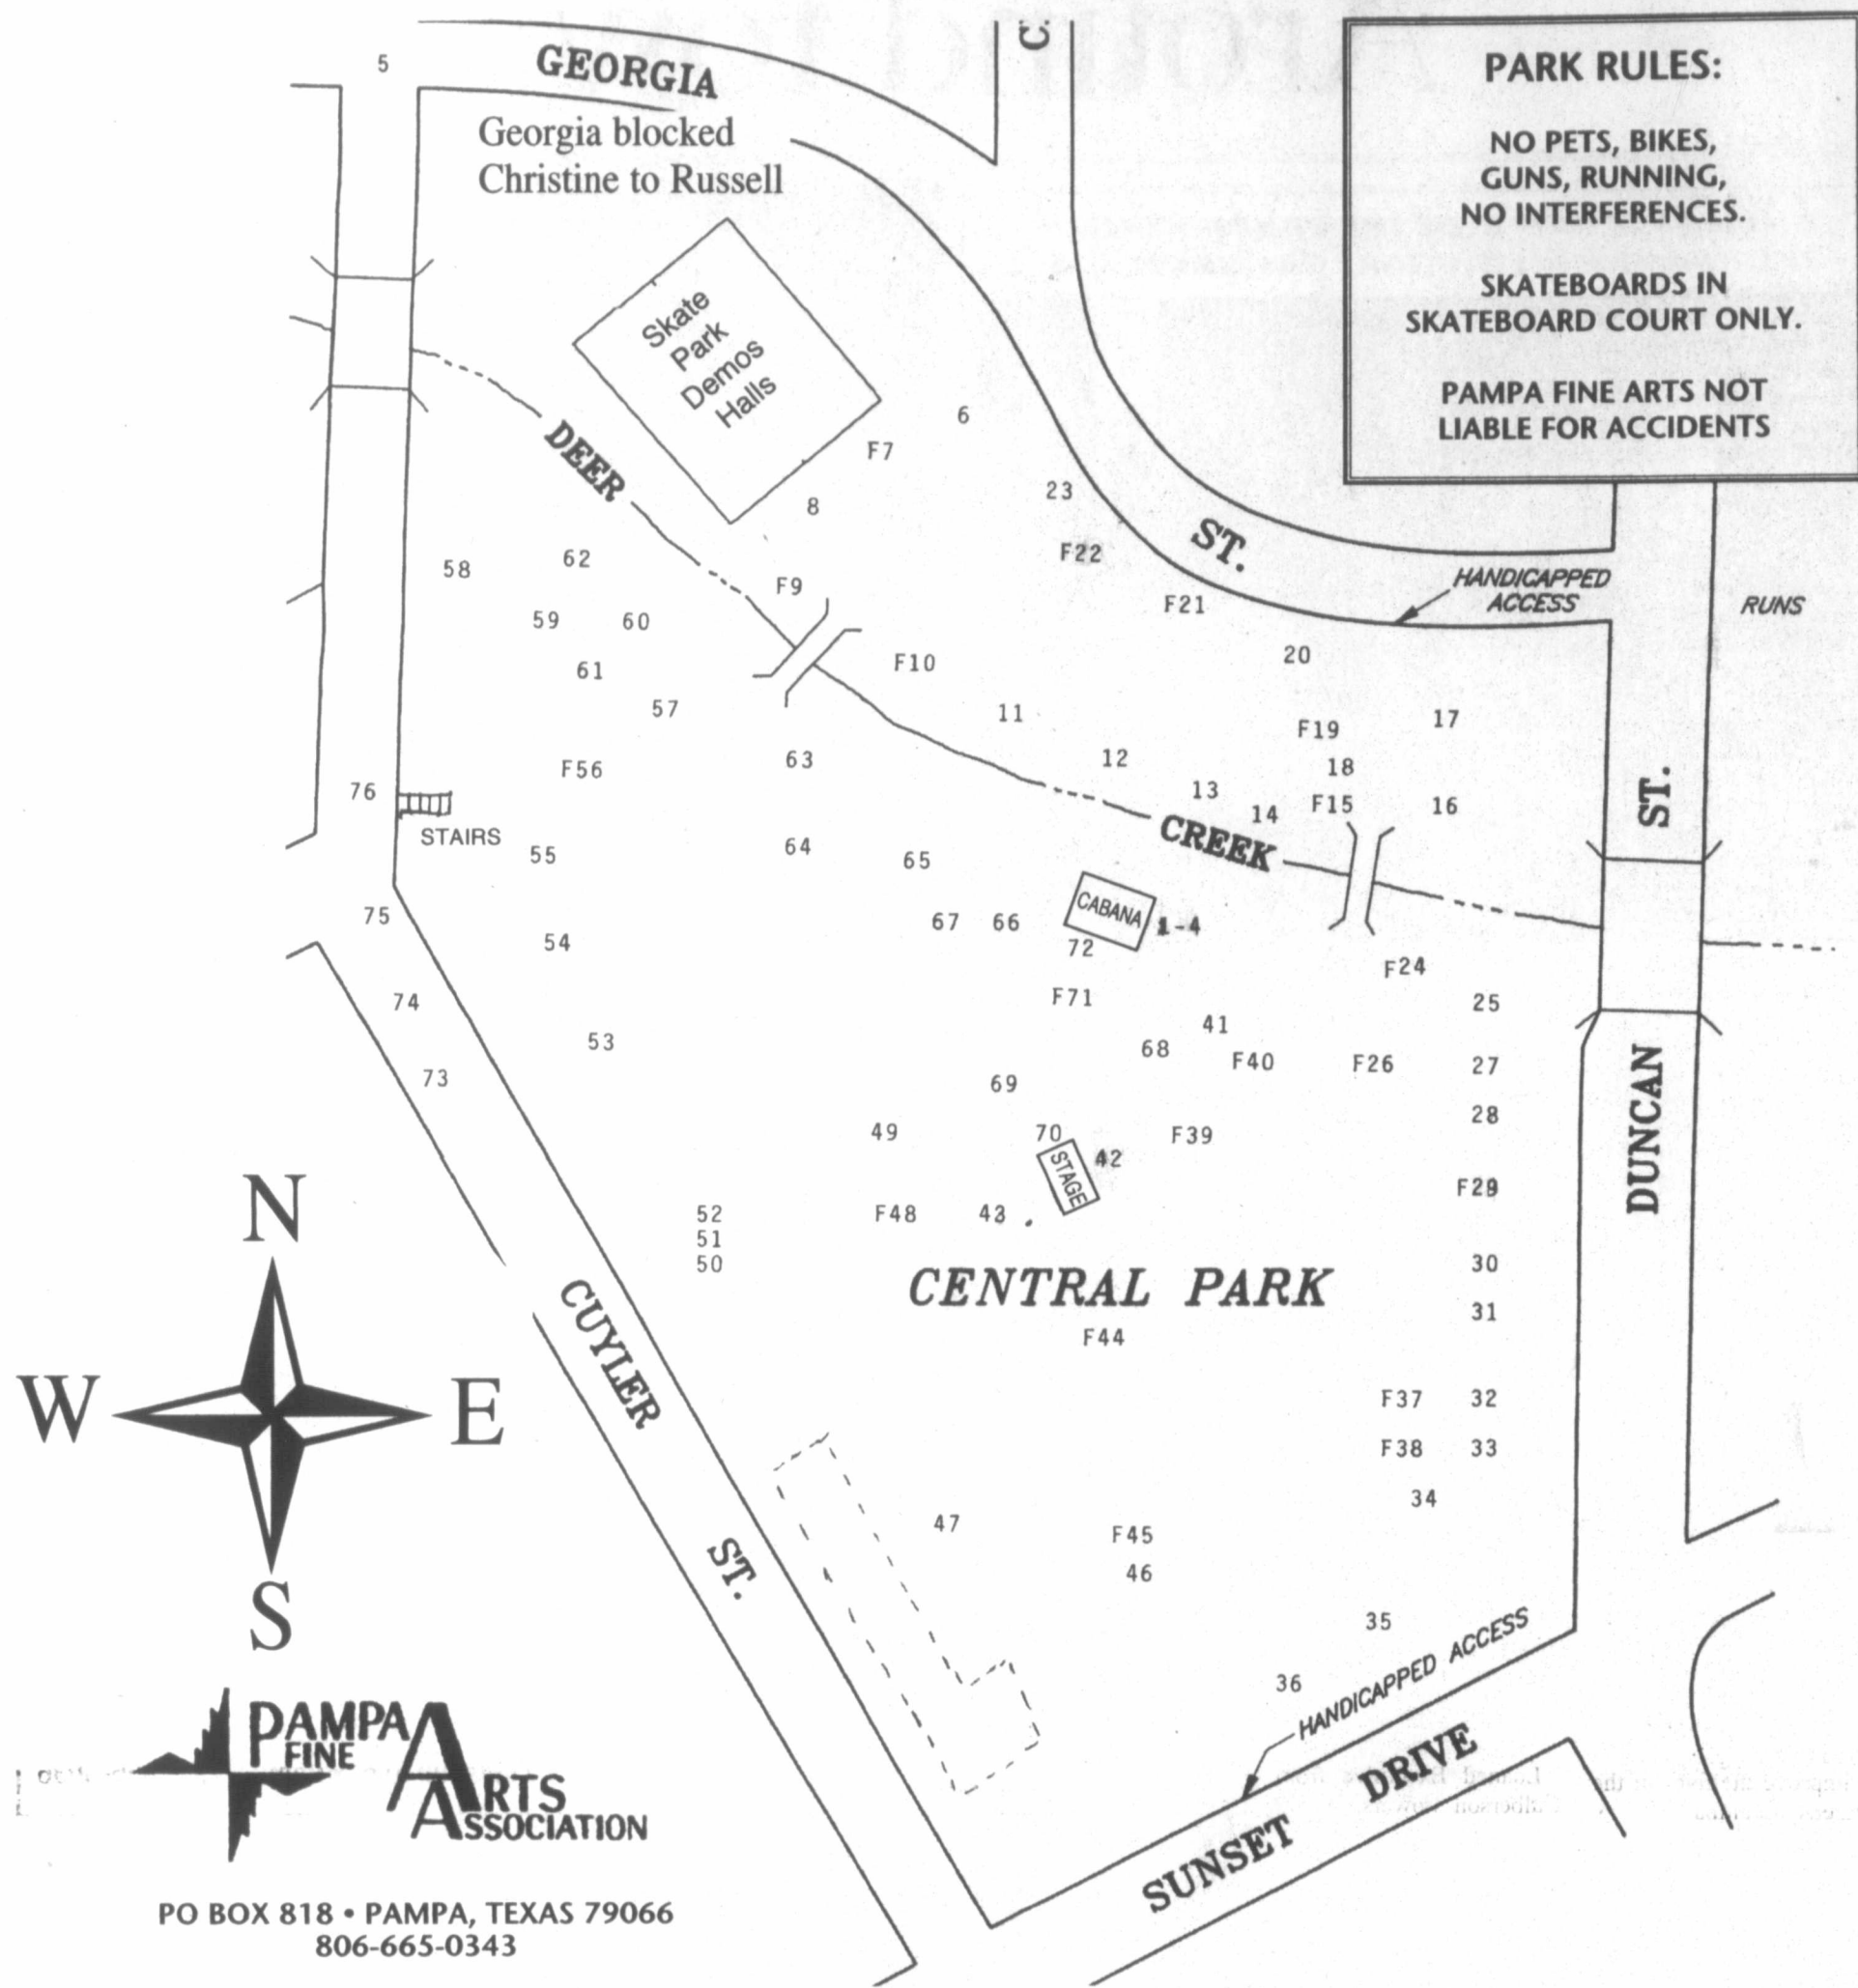 5
GEORGIA
C.
Georgia blocked
Christine to Russell
PARK RULES:
NO PETS, BIKES,
GUNS, RUNNING,
NO INTERFERENCES.
SKATEBOARDS IN
SKATEBOARD COURT ONLY.
PAMPA FINE ARTS NOT
LIABLE FOR ACCIDENTS
Skate
Park
Demos
Halls
6
F7
DEER
23
8
ST.
F22
62
58
HANDICAPPED
ACCESS
F9
F21
RUNS
59
60
20
F10
61
57
11
17
F19
12
63
F56
18
76
13
ST.
F15
16
14
STAIRS
CREEK
64
55
65
CABANA
1-4
75
67
66
54
72
F24
F71
74
25
41
53
68
F40
F26
27
73
69
28
49
70
F39
STAGE
42
DUNCAN
F29
N
52
F48
43
51
50
30
CENTRAL PARK
31
F44
CUYLER
W
E
F37
32
F38
33
34
47
F45
ST.
46
S
35
HANDICAPPED ACCESS
36
PAMPA
FINE
ARTS
ASSOCIATION
SUNSET DRIVE
PO BOX 818 • PAMPA, TEXAS 79066
806-665-0343